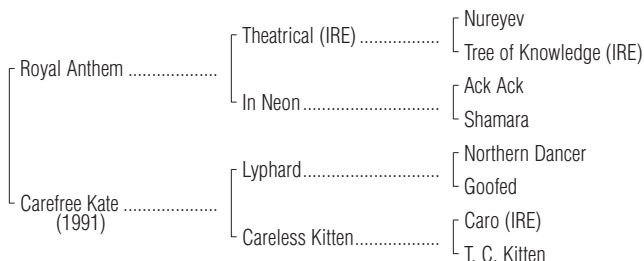 Nureyev
Theatrical (IRE) ..................
Tree of Knowledge (IRE)
Royal Anthem ....................
Ack Ack
In Neon ...............................
Shamara
Northern Dancer
Lyphard ...............................
Goofed
Carefree Kate .....................
(1991)
Caro (IRE)
Careless Kitten ...................
T. C. Kitten